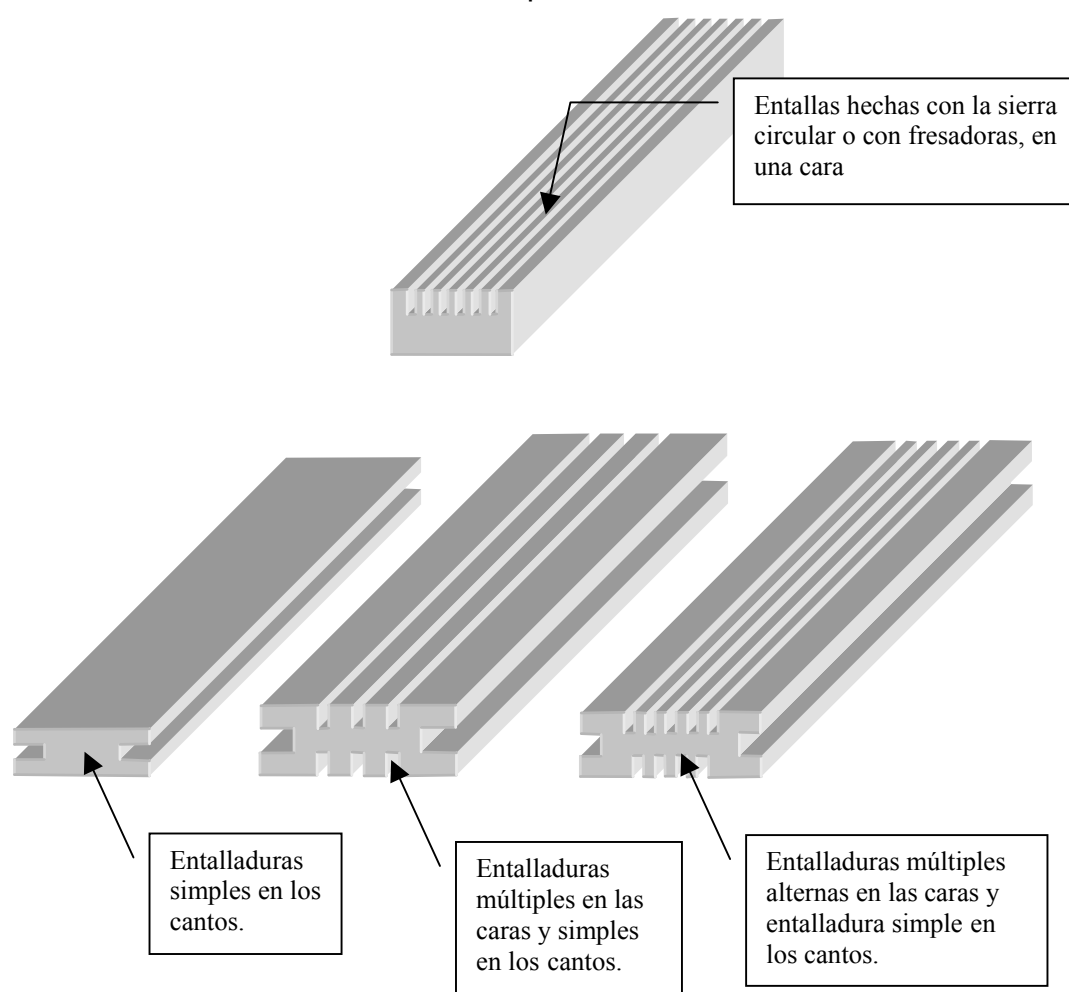 Entallas hechas con la sierra
circular o con fresadoras, en
una cara
Entalladuras
simples en los
cantos.
Entalladuras
múltiples en las
caras y simples
en los cantos.
Entalladuras múltiples
alternas en las caras y
entalladura simple en
los cantos.